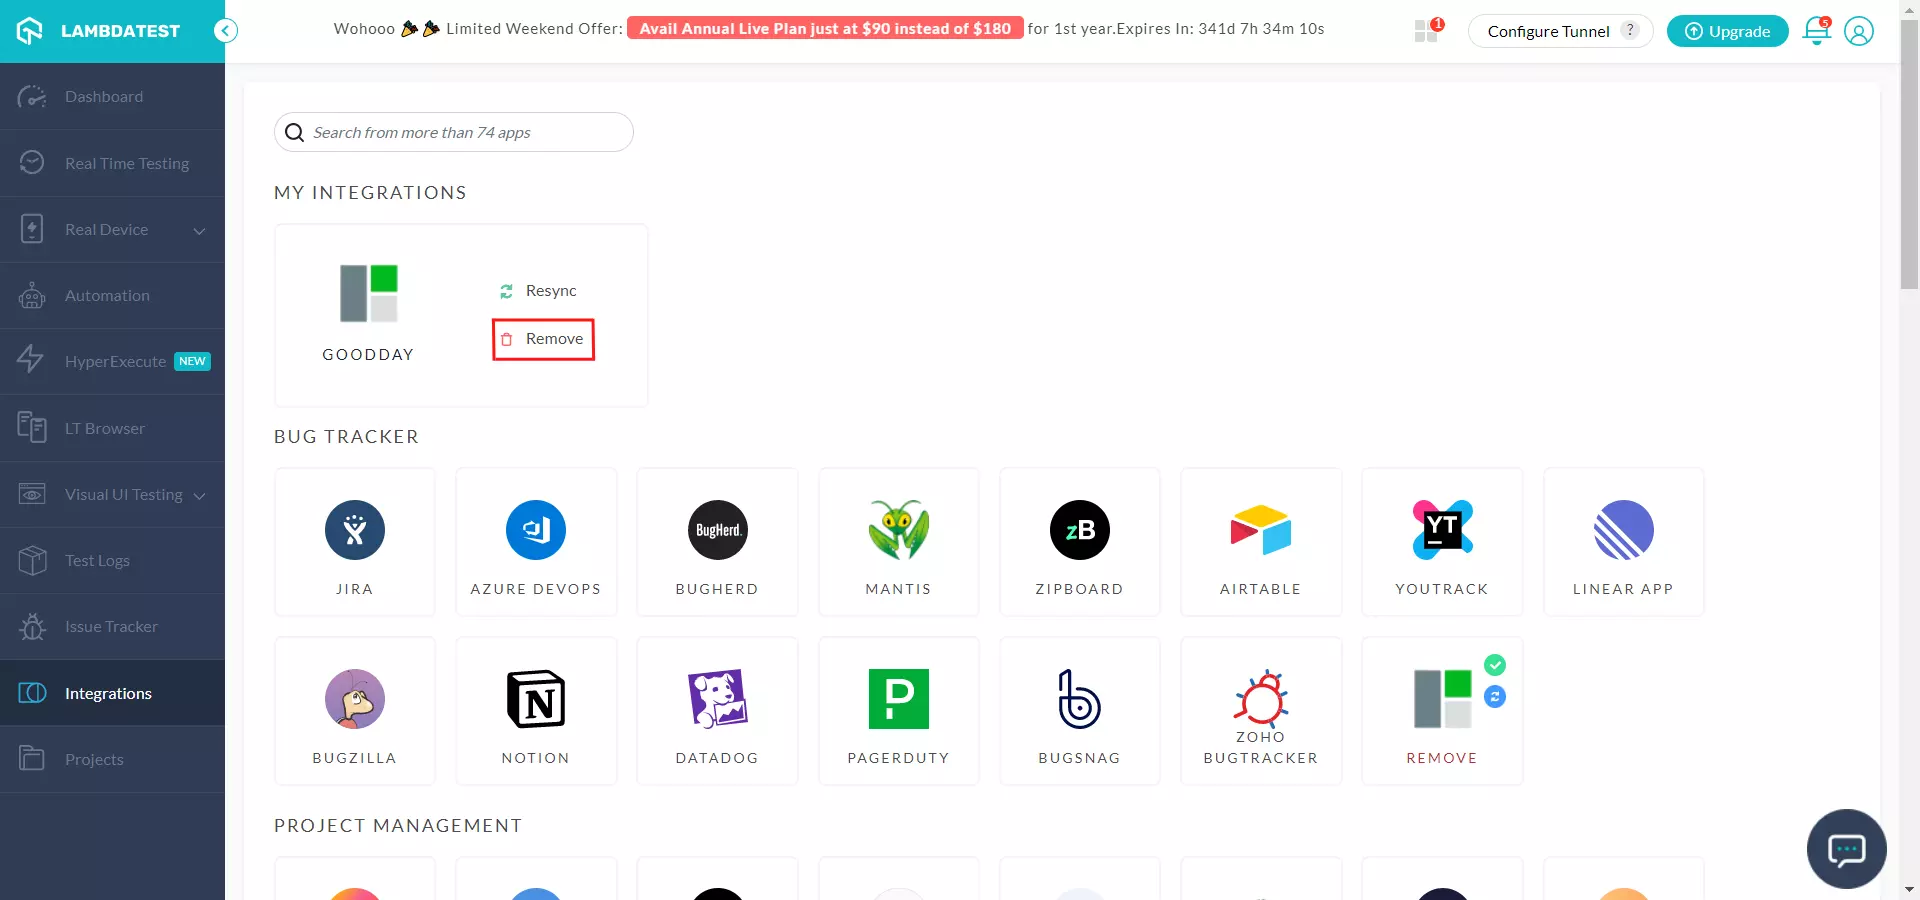 LAMBDATEST
Wohooo Limited Weekend Offer: Avail Annual Live Plan just at $90 instead of $180 for 1st year.Expires In: 341d 7h 34m 10s
1
Configure Tunnel ?
Upgrade
5
Dashboard
Real Time Testing
Real Device
Automation
HyperExecute NEW
LT Browser
Visual UI Testing
Test Logs
Issue Tracker
Integrations
Projects
Search from more than 74 apps
MY INTEGRATIONS
GOODDAY
Resync
Remove
BUG TRACKER
JIRA
AZURE DEVOPS
BugHerd.
BUGHERD
MANTIS
zB
ZIPBOARD
AIRTABLE
YT
YOUTRACK
LINEAR APP
BUGZILLA
N
NOTION
DATADOG
P
PAGERDUTY
b
BUGSNAG
ZOHO
BUGTRACKER
REMOVE
PROJECT MANAGEMENT